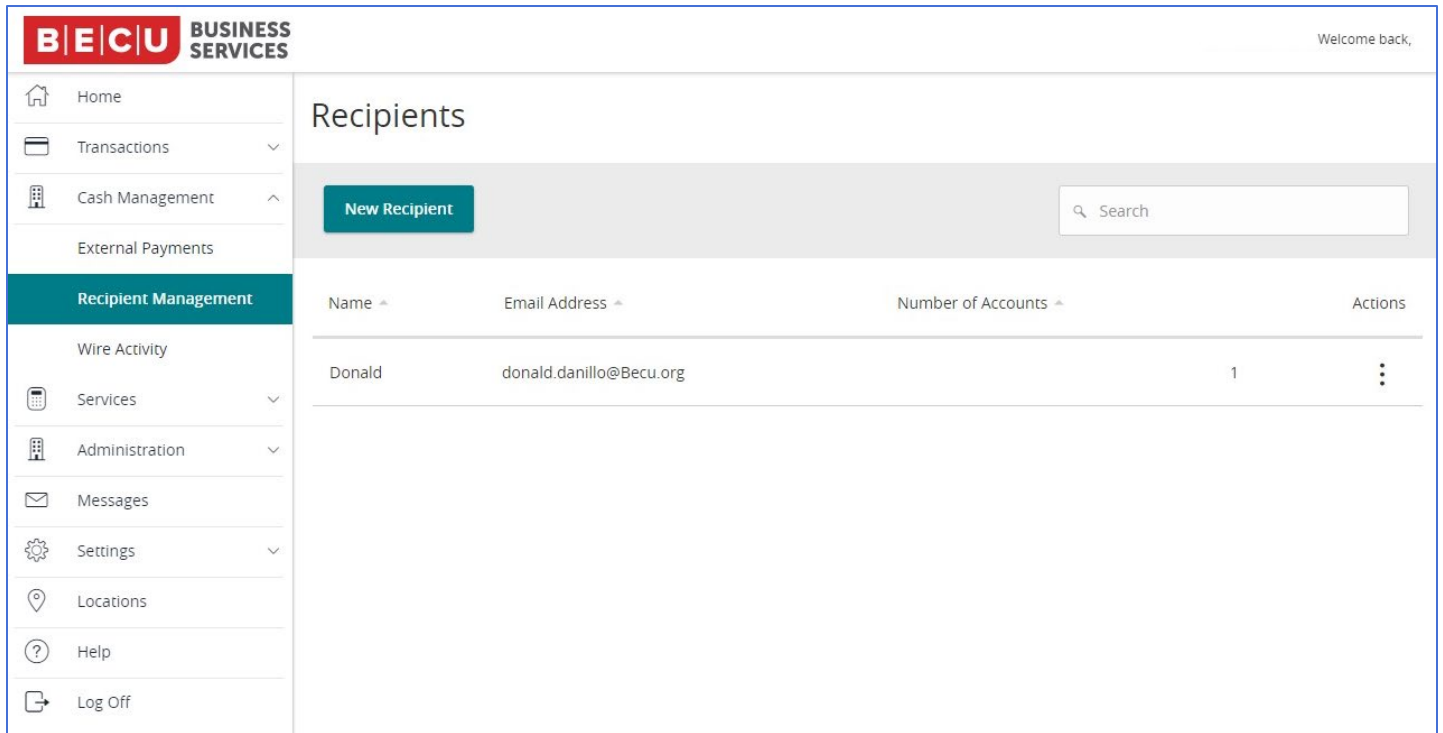 B|E|C|U BUSINESS
SERVICES
Welcome back,
Home
Transactions
Cash Management
External Payments
Recipient Management
Wire Activity
Services
Administration
Messages
Settings
Locations
Help
Log Off
Recipients
New Recipient
Search
Name Email Address Number of Accounts Actions
Donald donald.danillo@Becu.org 1